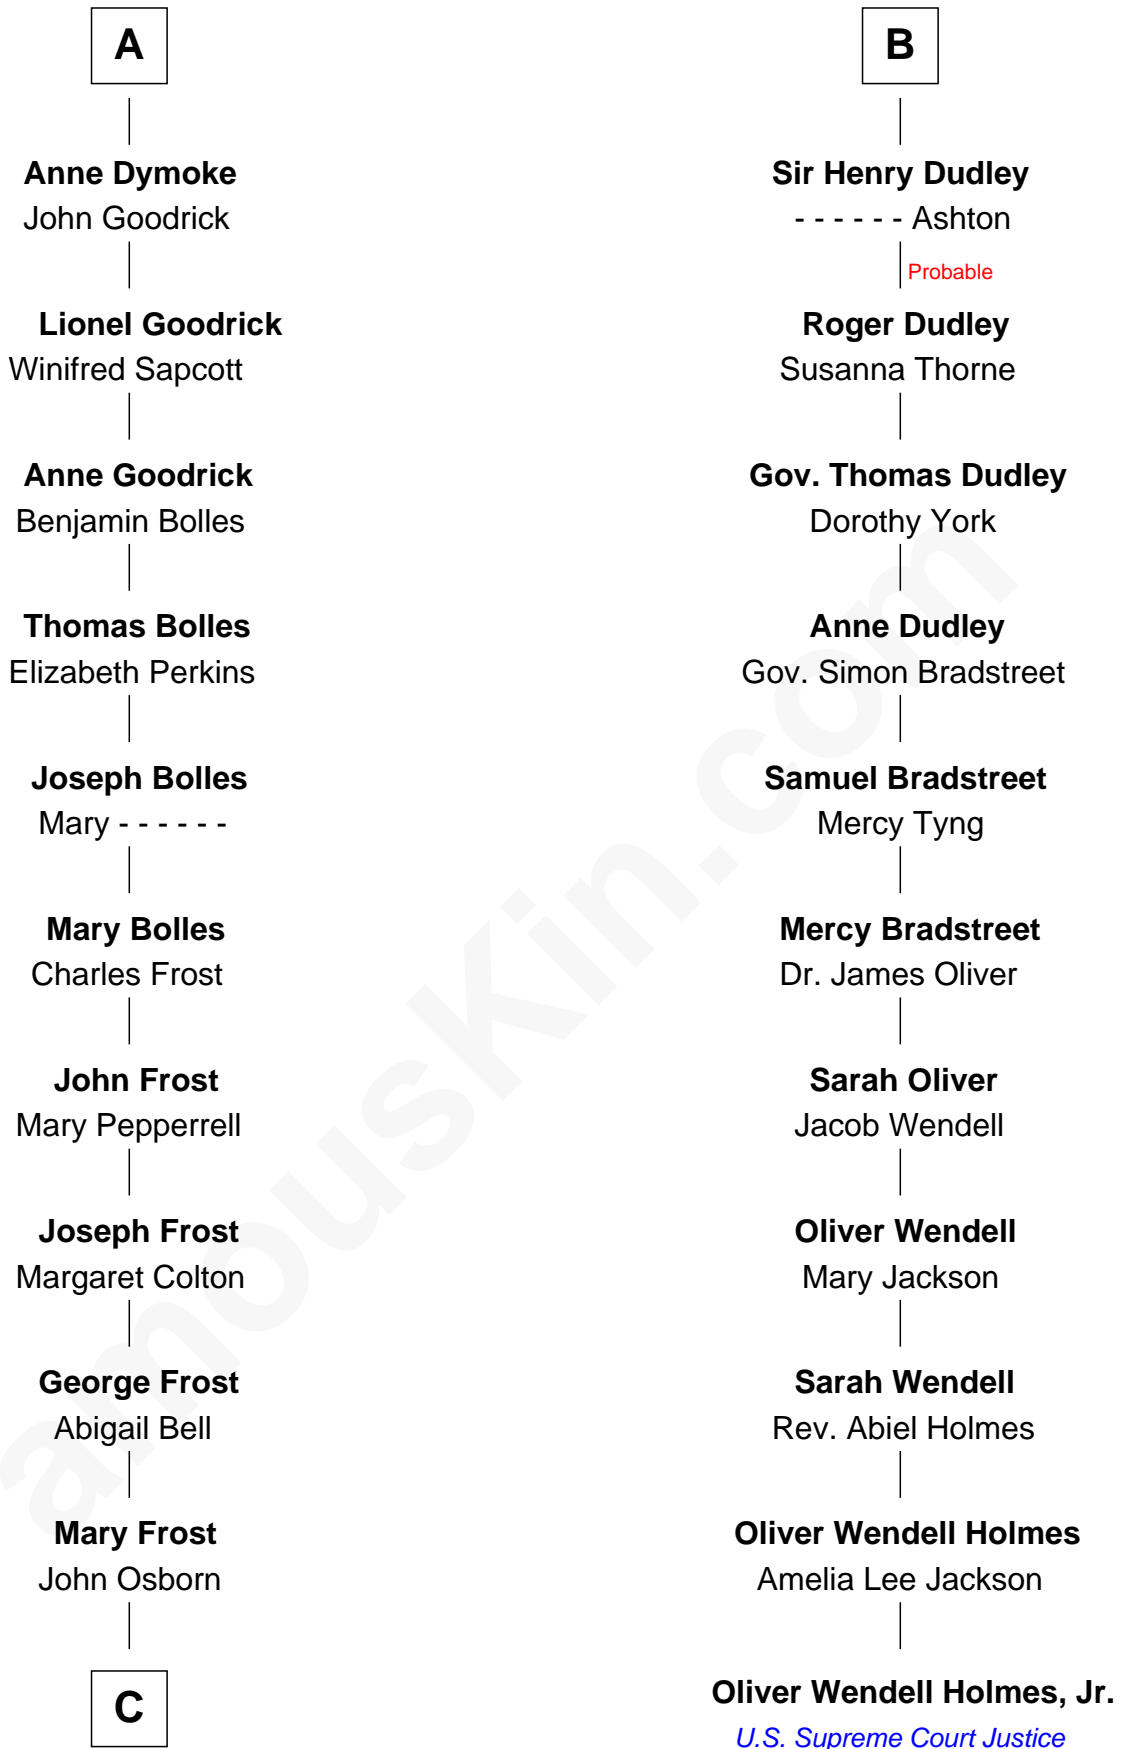 A
Anne Dymoke
John Goodrick
Lionel Goodrick
Winifred Sapcott
Anne Goodrick
Benjamin Bolles
Thomas Bolles
Elizabeth Perkins
Joseph Bolles
Mary - - - - - -
Mary Bolles
Charles Frost
John Frost
Mary Pepperrell
Joseph Frost
Margaret Colton
George Frost
Abigail Bell
Mary Frost
John Osborn
C
B
Sir Henry Dudley
- - - - - - Ashton
Probable
Roger Dudley
Susanna Thorne
Gov. Thomas Dudley
Dorothy York
Anne Dudley
Gov. Simon Bradstreet
Samuel Bradstreet
Mercy Tyng
Mercy Bradstreet
Dr. James Oliver
Sarah Oliver
Jacob Wendell
Oliver Wendell
Mary Jackson
Sarah Wendell
Rev. Abiel Holmes
Oliver Wendell Holmes
Amelia Lee Jackson
Oliver Wendell Holmes, Jr.
U.S. Supreme Court Justice
amousKin.com